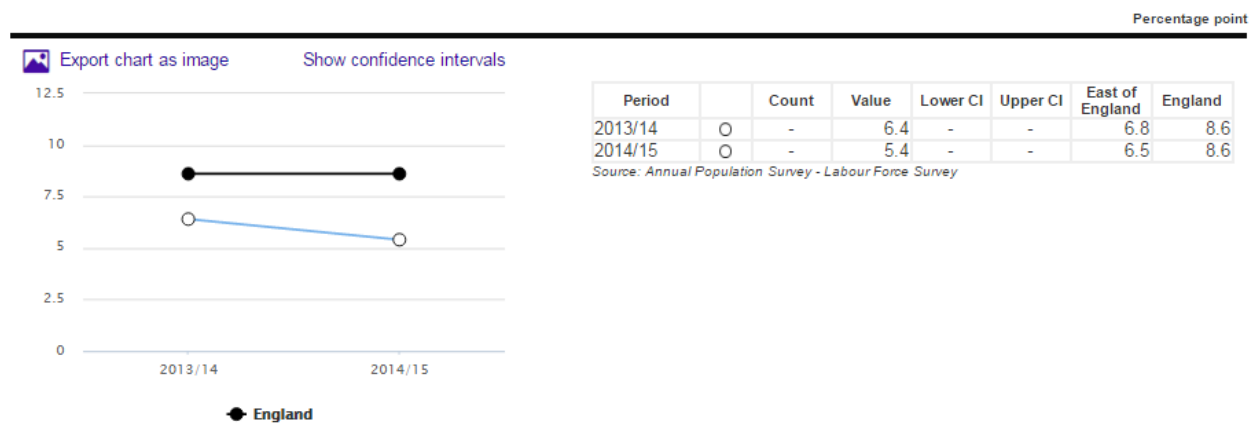 Percentage point
Export chart as image
Show confidence intervals
12.5
10
7.5
5
2.5
0
2013/14 2014/15
England
Period Count Value Lower CI Upper CI East of England England
2013/14 O - 6.4 - - 6.8 8.6
2014/15 O - 5.4 - - 6.5 8.6
Source: Annual Population Survey - Labour Force Survey